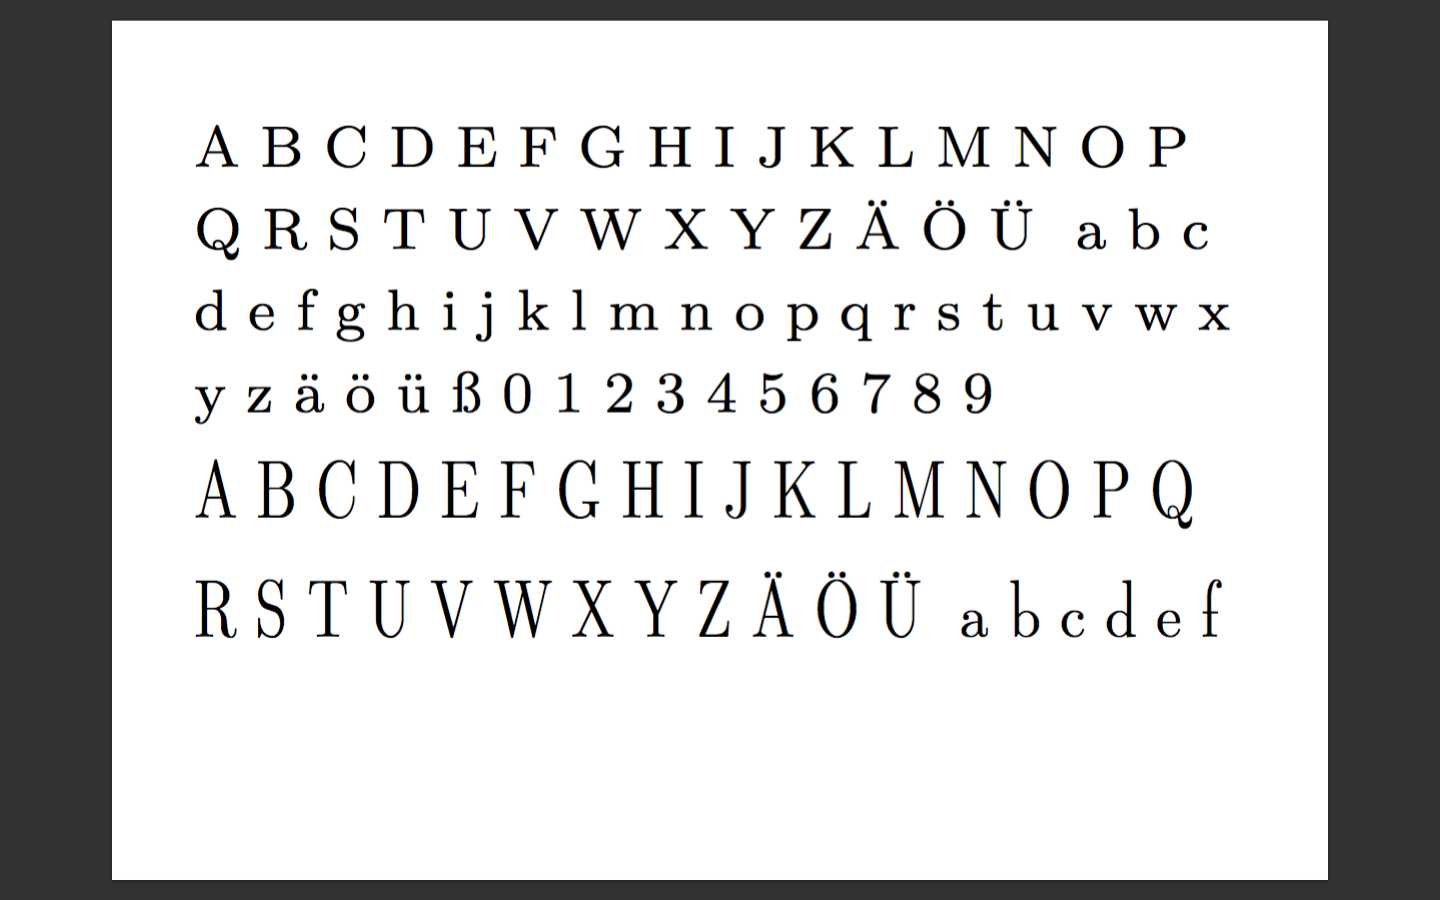 A B C D E F G H I J K L M N O P
Q R S T U V W X Y Z Ä Ö Ü a b c
d e f g h i j k l m n o p q r s t u v w x
y z ä ö ü ß 0 1 2 3 4 5 6 7 8 9
A B C D E F G H I J K L M N O P Q
R S T U V W X Y Z Ä Ö Ü a b c d e f